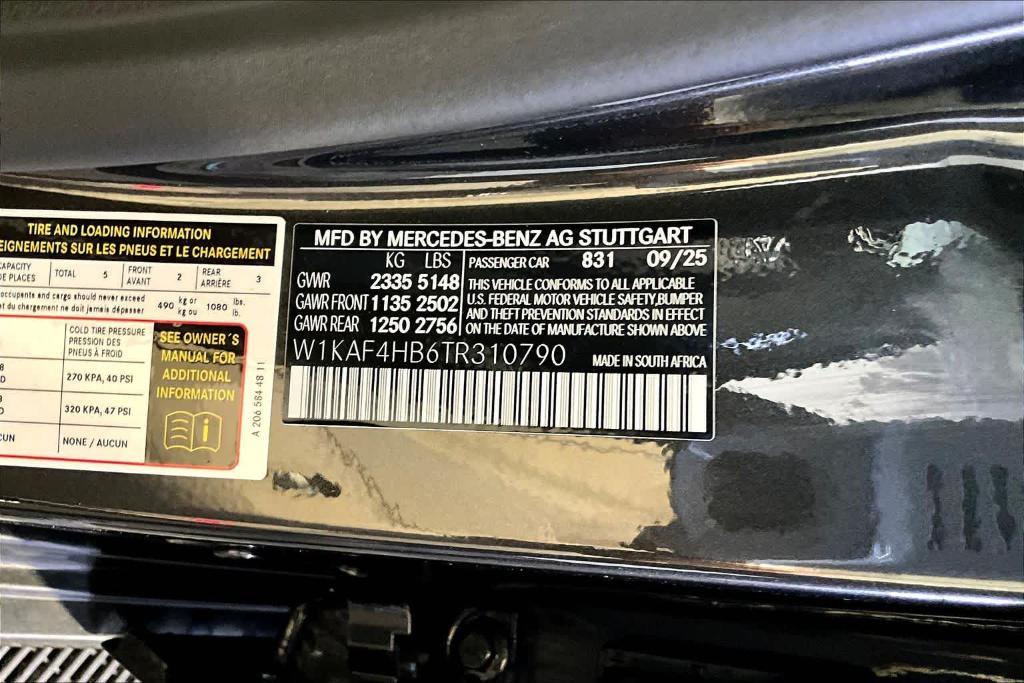 TIRE AND LOADING INFORMATION
EIGNEMENTS SUR LES PNEUS ET LE CHARGEMENT
CAPACITY
DE PLACES
TOTAL 5
FRONT
AVANT
2
REAR
ARRIÈRE
3
occupants and cargo should never exceed
et du chargement ne doit jamais dépasser
490 kg or
kg ou
1080 lbs.
lb.
COLD TIRE PRESSURE
PRESSION DES
PNEUS À FROID
270 KPA, 40 PSI
320 KPA, 47 PSI
CUN
NONE / AUCUN
SEE OWNER´S
MANUAL FOR
ADDITIONAL
INFORMATION
i
A 206 584 48 11
MFD BY MERCEDES-BENZ AG STUTTGART
KG LBS
GVWR 2335 5148
GAWR FRONT 1135 2502
GAWR REAR 1250 2756
PASSENGER CAR 831 09/25
THIS VEHICLE CONFORMS TO ALL APPLICABLE
U.S. FEDERAL MOTOR VEHICLE SAFETY, BUMPER
AND THEFT PREVENTION STANDARDS IN EFFECT
ON THE DATE OF MANUFACTURE SHOWN ABOVE
W1KAF4HB6TR310790
MADE IN SOUTH AFRICA